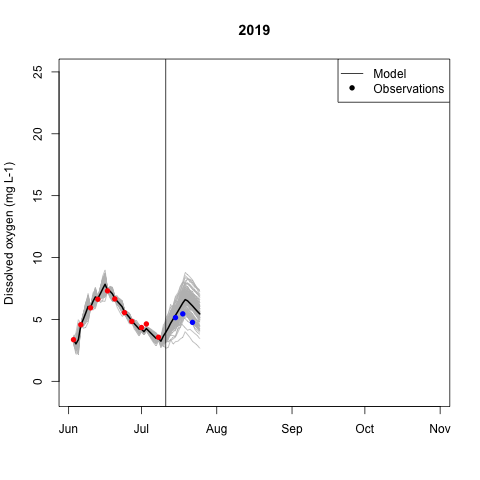 2019
Model
Observations
Dissolved oxygen (mg L-1)
25
20
15
10
5
0
Jun Jul Aug Sep Oct Nov